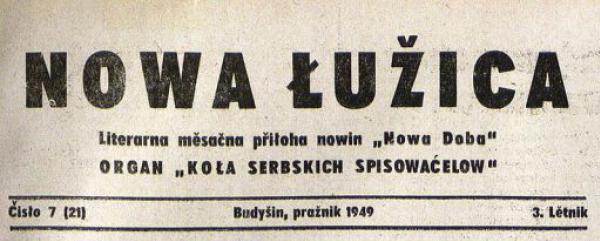 NOWA ŁUŽICA
Literarna měsačna přiłoha nowin „Nowa Doba"
ORGAN „KOŁA SERBSKICH SPISOWAĆELOW"
Čisło 7 (21) Budyšin, pražnik 1949 3. Lětnik